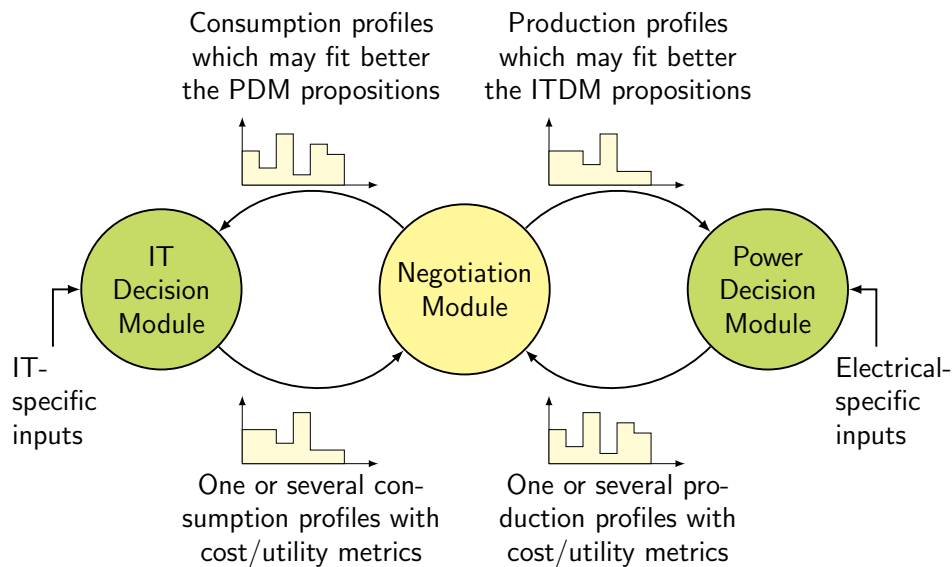 Consumption profiles
which may fit better
the PDM propositions
Production profiles
which may fit better
the ITDM propositions
IT
Decision
Module
Negotiation
Module
Power
Decision
Module
IT-
specific
inputs
Electrical-
specific
inputs
One or several con-
sumption profiles with
cost/utility metrics
One or several pro-
duction profiles with
cost/utility metrics